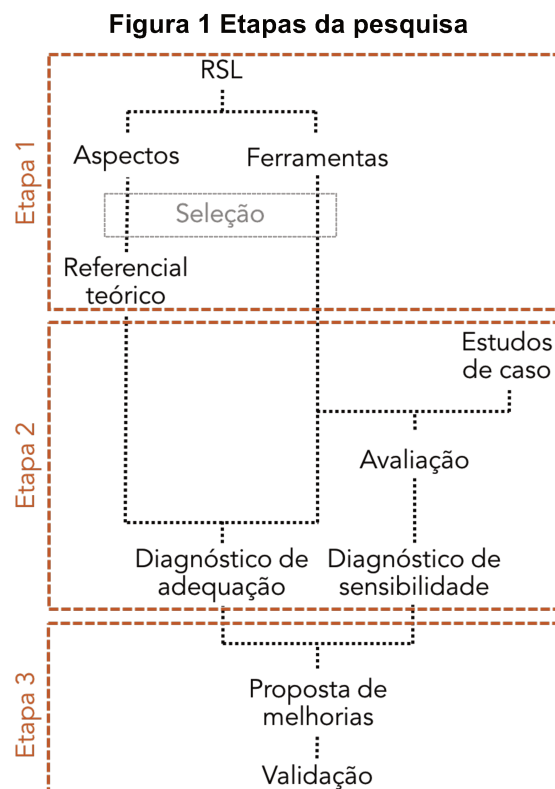 Figura 1 Etapas da pesquisa
Etapa 1
RSL
Aspectos
Ferramentas
Seleção
Referencial
teórico
Etapa 2
Estudos
de caso
Avaliação
Diagnóstico de
adequação
Diagnóstico de
sensibilidade
Etapa 3
Proposta de
melhorias
Validação